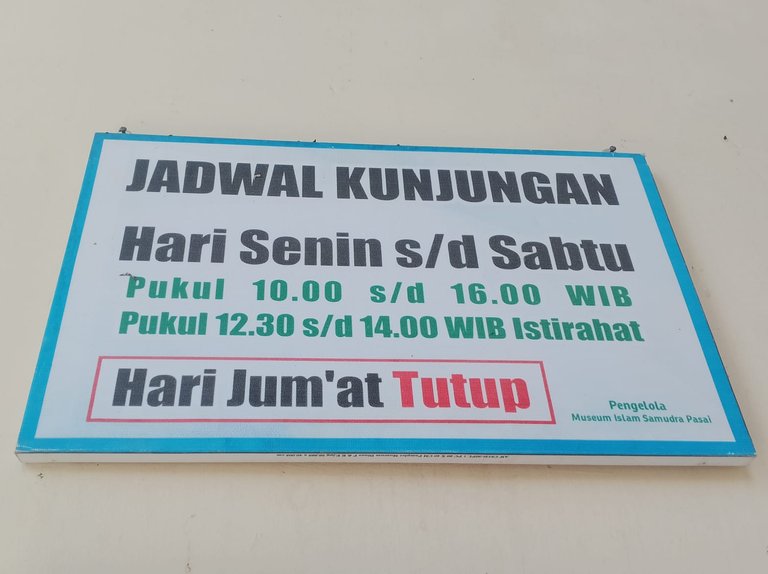 JADWAL KUNJUNGAN
Hari Senin s/d Sabtu
Pukul 10.00 s/d 16.00 WIB
Pukul 12.30 s/d 14.00 WIB Istirahat
Hari Jum'at Tutup
Pengelola
Museum Islam Samudra Pasai